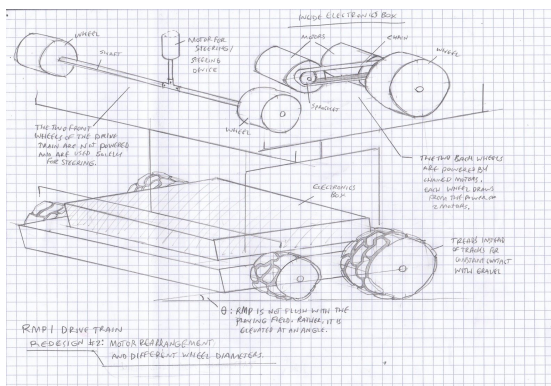 INSIDE ELECTRONICS BOX
WHEEL
SHAFT
MOTOR FOR
STEERING/
STEERING
DEVICE
MOTORS
CHAIN
WHEEL
SPROCKET
WHEEL
THE TWO FRONT
WHEELS OF THE DRIVE
TRAIN ARE NOT POWERED
AND ARE USED SOLELY
FOR STEERING.
THE TWO BACK WHEELS
ARE POWERED BY
CHAINED MOTORS.
EACH WHEEL DRAWS
FROM THE POWER OF
2 MOTORS.
ELECTRONICS
BOX
TREADS INSTEAD
OF TRACKS FOR
CONSTANT CONTACT
WITH GRAVEL
θ: RMP IS NOT FLUSH WITH THE
PLAYING FIELD. RATHER, IT IS
ELEVATED AT AN ANGLE.
RMP1 DRIVE TRAIN
REDESIGN #2: MOTOR REARRANGEMENT
AND DIFFERENT WHEEL DIAMETERS.